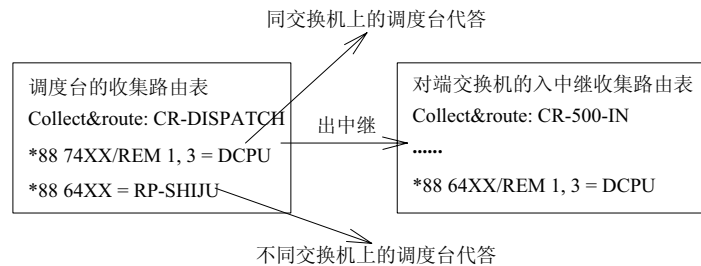 同交换机上的调度台代答
调度台的收集路由表
Collect&route: CR-DISPATCH
*88 74XX/REM 1, 3 = DCPU
*88 64XX = RP-SHIJU
出中继
对端交换机的入中继收集路由表
Collect&route: CR-500-IN
......
*88 64XX/REM 1, 3 = DCPU
不同交换机上的调度台代答